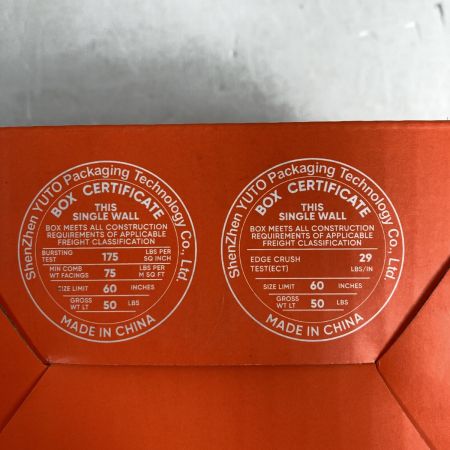 ShenZhen YUTO Packaging Technology Co., Ltd.
BOX CERTIFICATE
THIS
SINGLE WALL
BOX MEETS ALL CONSTRUCTION
REQUIREMENTS OF APPLICABLE
FREIGHT CLASSIFICATION
BURSTING TEST 175 LBS PER SQ INCH
MIN COMB WT FACINGS 75 LBS PER M SQ FT
SIZE LIMIT 60 INCHES
GROSS WT LT 50 LBS
MADE IN CHINA
ShenZhen YUTO Packaging Technology Co., Ltd.
BOX CERTIFICATE
THIS
SINGLE WALL
BOX MEETS ALL CONSTRUCTION
REQUIREMENTS OF APPLICABLE
FREIGHT CLASSIFICATION
EDGE CRUSH 29
TEST(ECT) LBS/IN
SIZE LIMIT 60 INCHES
GROSS WT LT 50 LBS
MADE IN CHINA